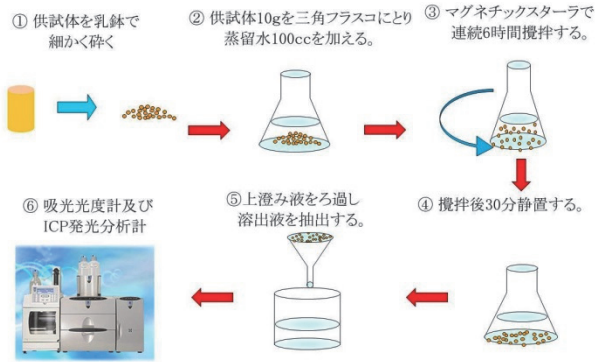 ① 供試体を乳鉢で
細かく砕く
② 供試体10gを三角フラスコにとり
蒸留水100ccを加える。
③ マグネチックスターラで
連続6時間攪拌する。
④ 攪拌後30分静置する。
⑤上澄み液をろ過し
溶出液を抽出する。
⑥ 吸光光度計及び
ICP発光分析計